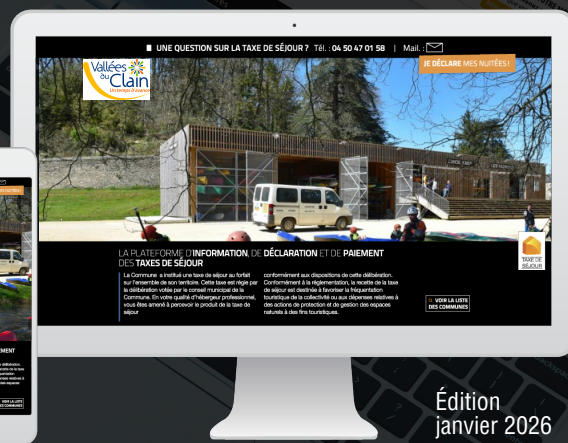 UNE QUESTION SUR LA TAXE DE SÉJOUR ? Tél. : 04 50 47 01 58 | Mail. :
JE DÉCLARE MES NUITÉES !
Vallées
du Clain
Un temps d'avance
LA PLATEFORME D'INFORMATION, DE DÉCLARATION ET DE PAIEMENT
DES TAXES DE SÉJOUR
La Commune a institué une taxe de séjour au forfait
sur l'ensemble de son territoire. Cette taxe est régie par
la délibération votée par le conseil municipal de la
Commune. En votre qualité d'hébergeur professionnel,
vous êtes amené à percevoir le produit de la taxe de
séjour
conformément aux dispositions de cette délibération.
Conformément à la réglementation, la recette de la taxe
de séjour est destinée à favoriser la fréquentation
touristique de la collectivité ou aux dépenses relatives à
des actions de protection et de gestion des espaces
naturels à des fins touristiques.
TAXE DE
SÉJOUR
VOIR LA LISTE
DES COMMUNES
Édition
janvier 2026